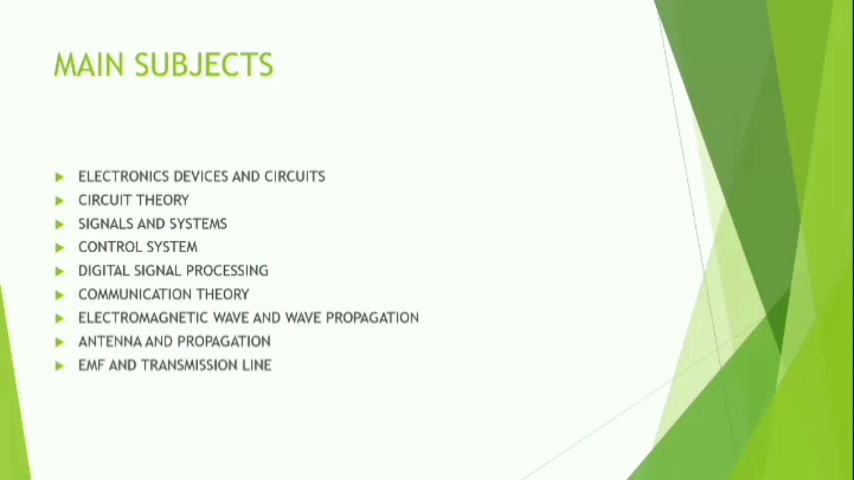 MAIN SUBJECTS
ELECTRONICS DEVICES AND CIRCUITS
CIRCUIT THEORY
SIGNALS AND SYSTEMS
CONTROL SYSTEM
DIGITAL SIGNAL PROCESSING
COMMUNICATION THEORY
ELECTROMAGNETIC WAVE AND WAVE PROPAGATION
ANTENNA AND PROPAGATION
EMF AND TRANSMISSION LINE